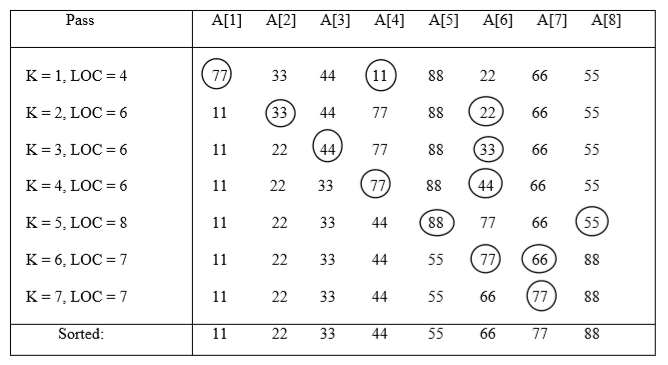 Pass A[1] A[2] A[3] A[4] A[5] A[6] A[7] A[8]
K = 1, LOC = 4 77 33 44 11 88 22 66 55
K = 2, LOC = 6 11 33 44 77 88 22 66 55
K = 3, LOC = 6 11 22 44 77 88 33 66 55
K = 4, LOC = 6 11 22 33 77 88 44 66 55
K = 5, LOC = 8 11 22 33 44 88 77 66 55
K = 6, LOC = 7 11 22 33 44 55 77 66 88
K = 7, LOC = 7 11 22 33 44 55 66 77 88
Sorted: 11 22 33 44 55 66 77 88